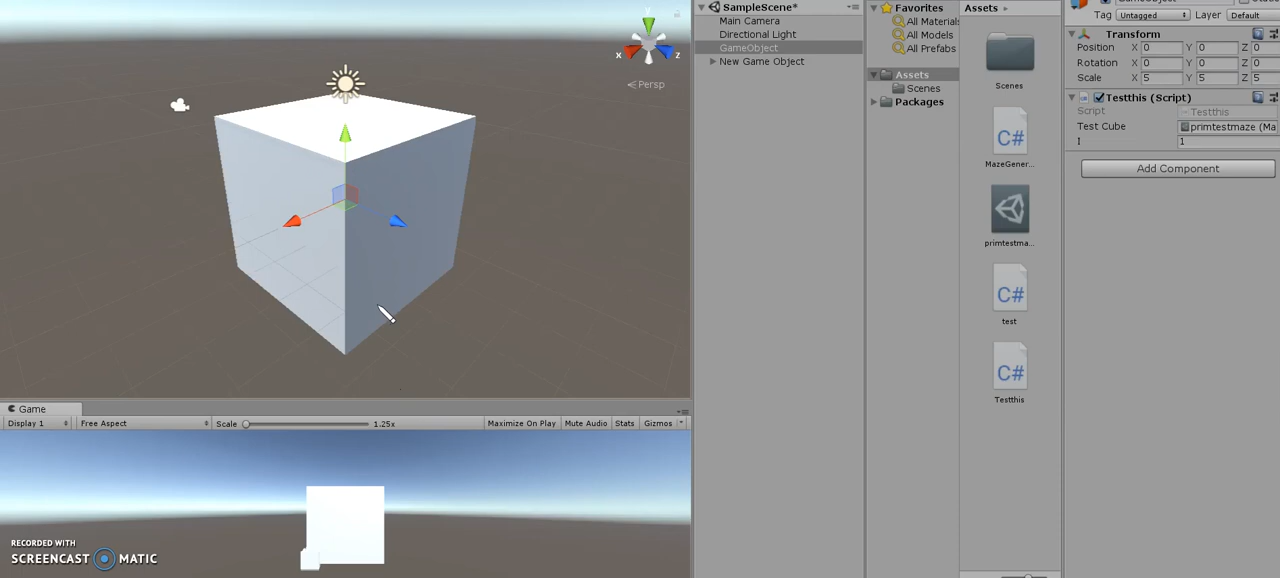 x
z
Persp
Game
Display 1
Free Aspect
Scale
1.25x
Maximize On Play
Mute Audio
Stats
Gizmos
RECORDED WITH
SCREENCAST MATIC
SampleScene*
Main Camera
Directional Light
GameObject
New Game Object
Favorites
All Materials
All Models
All Prefabs
Assets
Scenes
Packages
Assets
Scenes
C#
MazeGener...
primtestma...
C#
test
C#
Testthis
Tag Untagged Layer Default
Transform
Position X 0 Y 0 Z 0
Rotation X 0 Y 0 Z 0
Scale X 5 Y 5 Z 5
Testthis (Script)
Script Testthis
Test Cube primtestmaze (Ma
I 1
Add Component